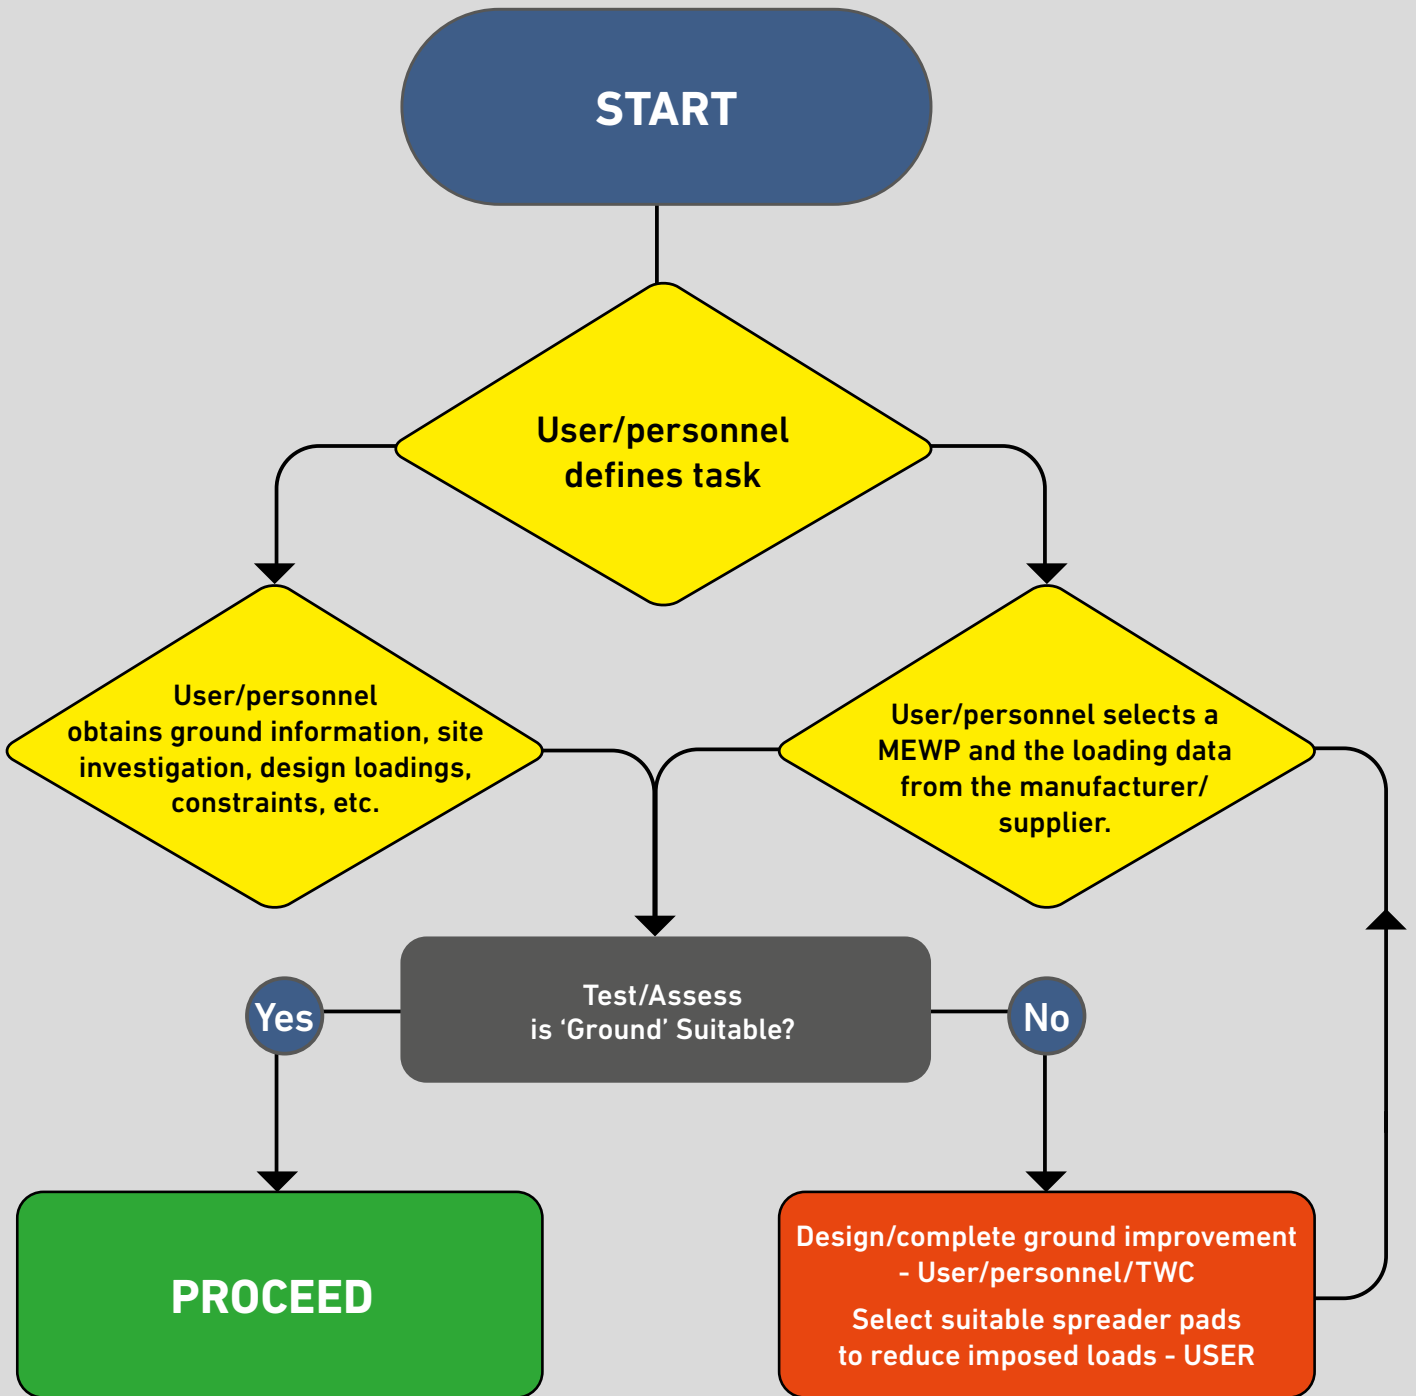 START
User/personnel
defines task
User/personnel
obtains ground information, site
investigation, design loadings,
constraints, etc.
User/personnel selects a
MEWP and the loading data
from the manufacturer/
supplier.
Test/Assess
is ‘Ground’ Suitable?
Yes
No
PROCEED
Design/complete ground improvement
- User/personnel/TWC
Select suitable spreader pads
to reduce imposed loads - USER